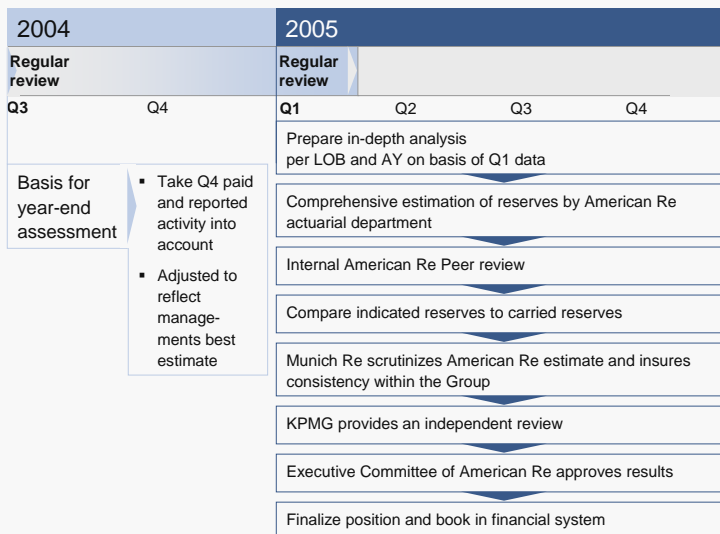 2004
2005
Regular
review
Regular
review
Q3
Q4
Q1
Q2
Q3
Q4
Basis for
year-end
assessment
▪ Take Q4 paid
and reported
activity into
account
▪ Adjusted to
reflect
manage-
ments best
estimate
Prepare in-depth analysis
per LOB and AY on basis of Q1 data
Comprehensive estimation of reserves by American Re
actuarial department
Internal American Re Peer review
Compare indicated reserves to carried reserves
Munich Re scrutinizes American Re estimate and insures
consistency within the Group
KPMG provides an independent review
Executive Committee of American Re approves results
Finalize position and book in financial system